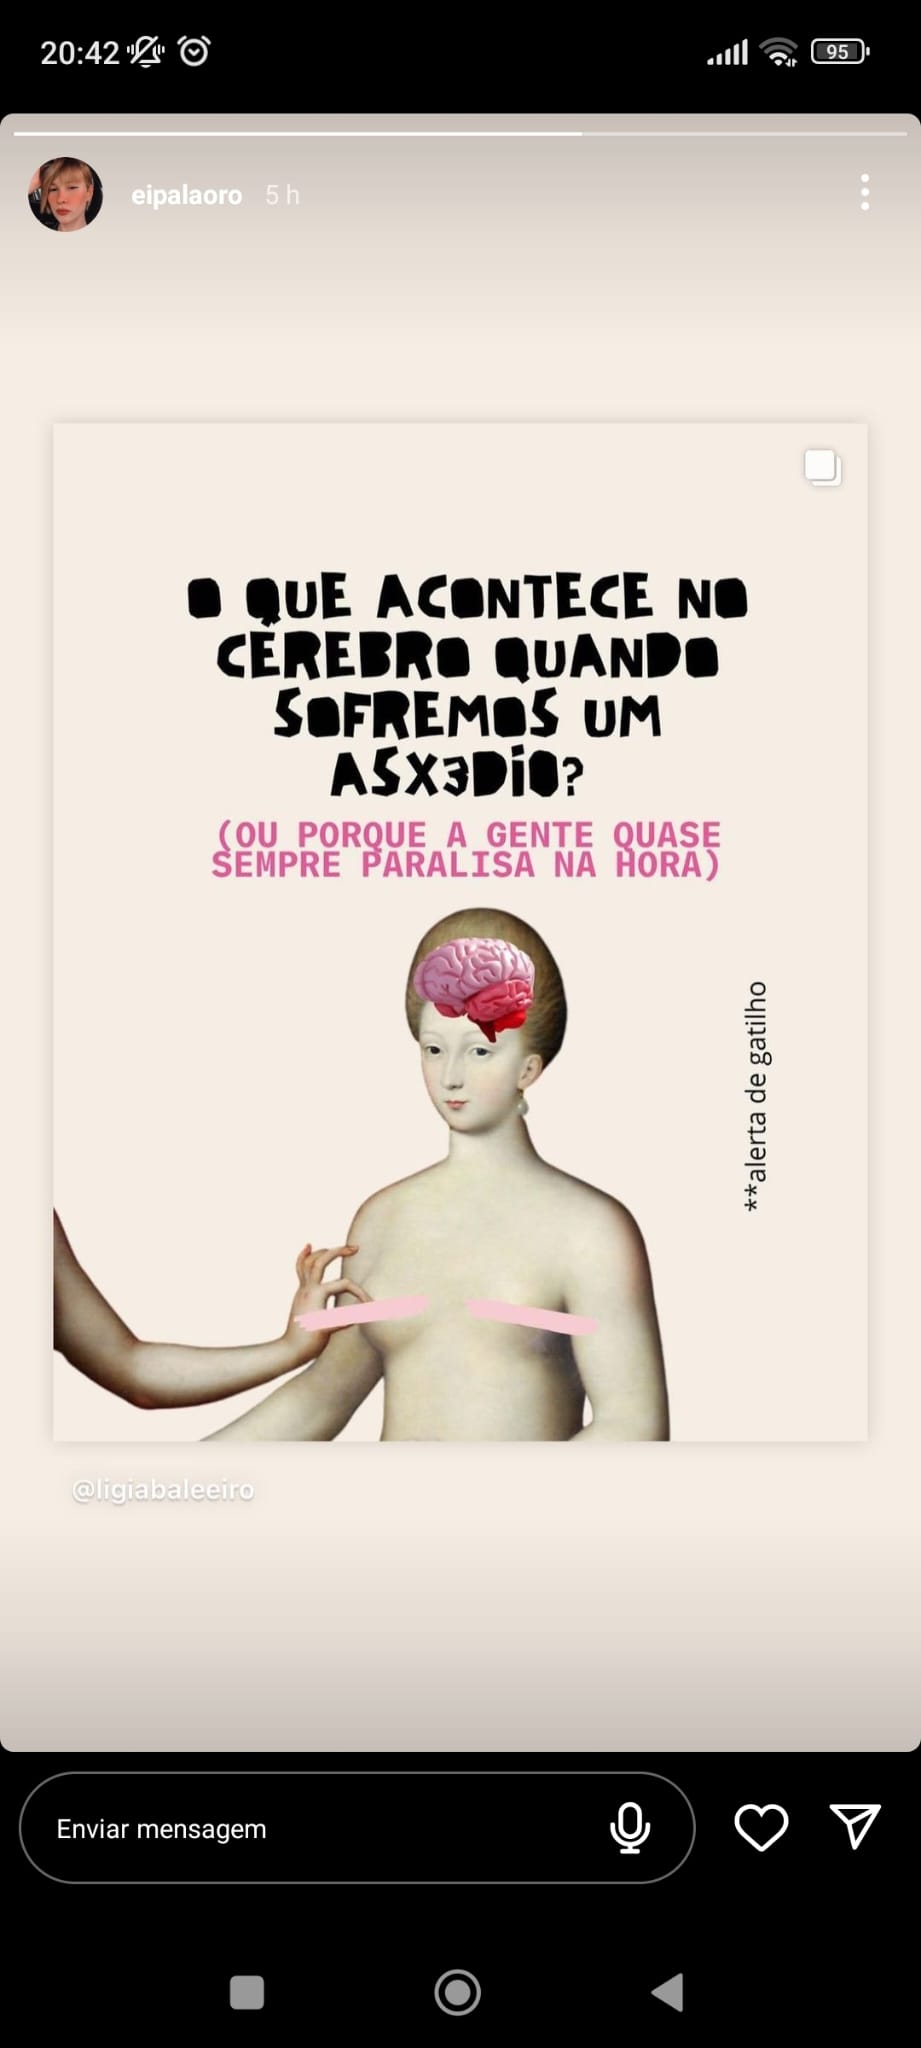 20:42
95
eipalaoro 5 h
O QUE ACONTECE NO
CÉREBRO QUANDO
SOFREMOS UM
ASX3DIO?
(OU PORQUE A GENTE QUASE
SEMPRE PARALISA NA HORA)
**alerta de gatilho
@ligiabaleeiro
Enviar mensagem